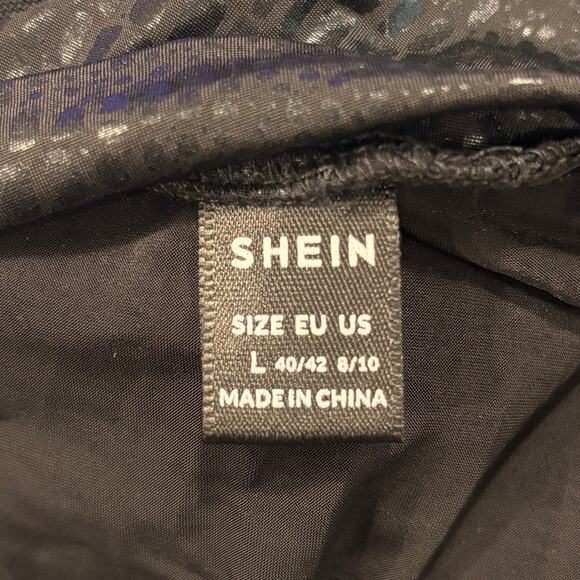 SHEIN
SIZE EU US
L 40/42 8/10
MADE IN CHINA